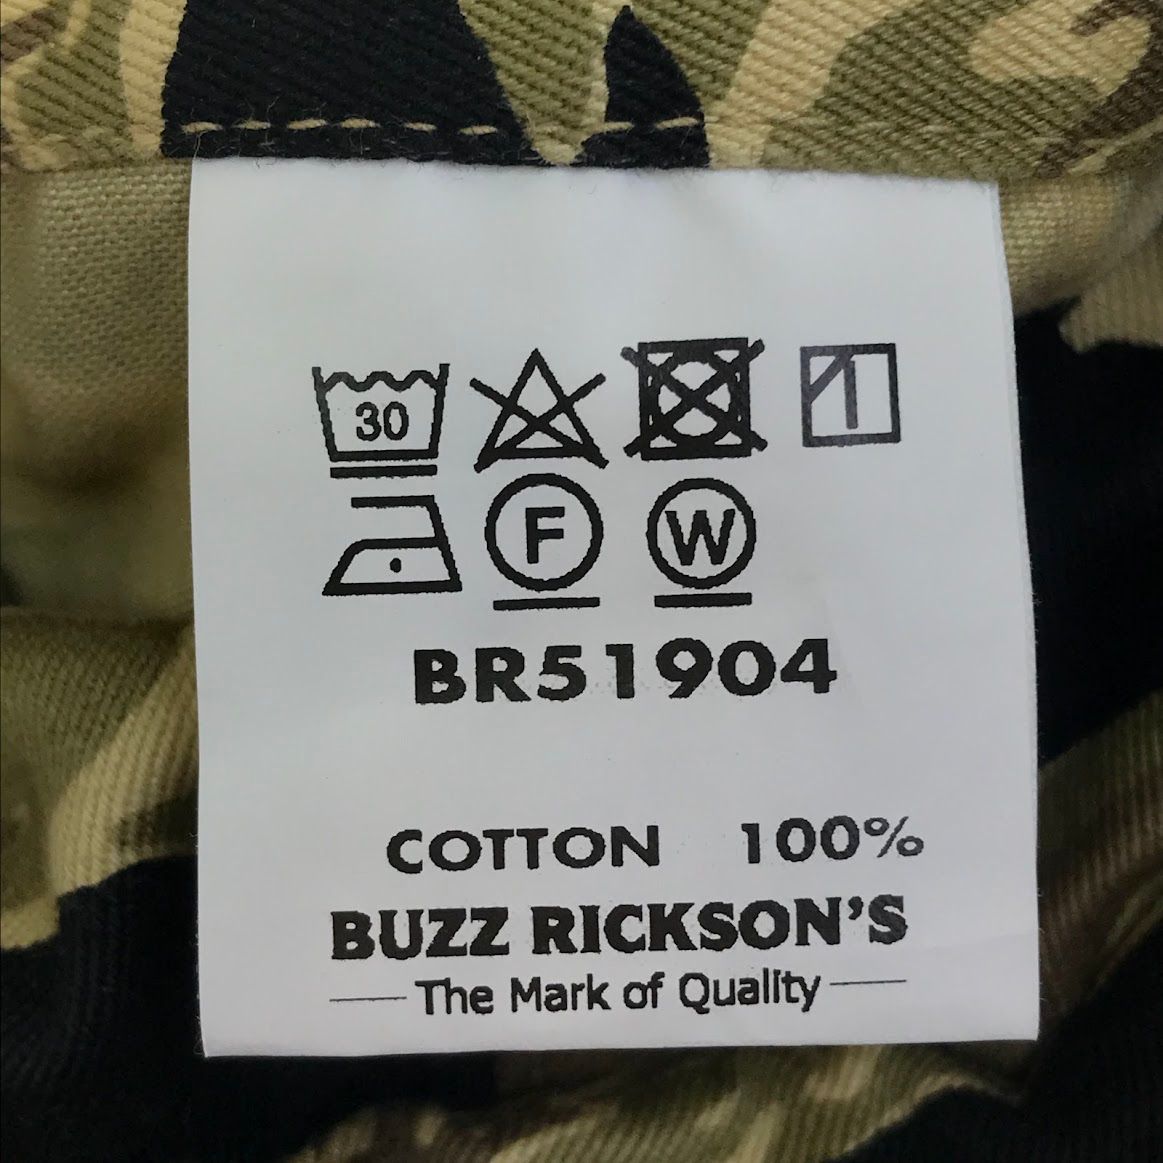 30
F W
BR51904
COTTON 100%
BUZZ RICKSON'S
The Mark of Quality